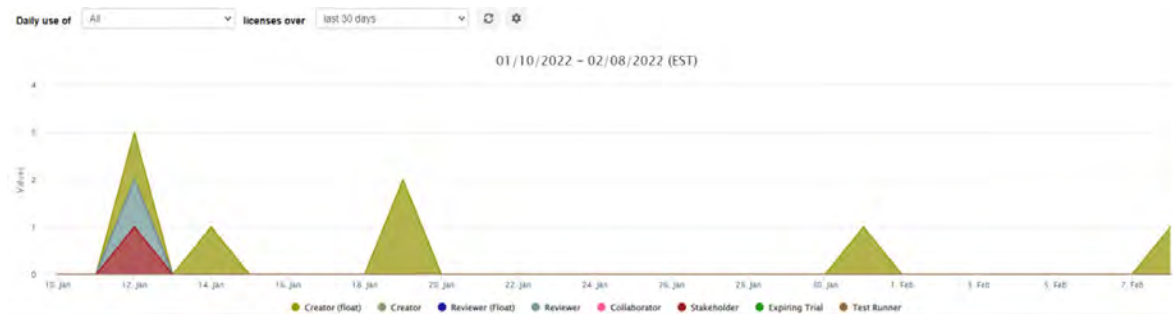 Daily use of All licenses over last 30 days
01/10/2022 - 02/08/2022 (EST)
4
3
2
1
0
Values
10. Jan 12. Jan 14. Jan 16. Jan 18. Jan 20. Jan 22. Jan 24. Jan 26. Jan 28. Jan 30. Jan 1. Feb 3. Feb 5. Feb 7. Feb
Creator (float) Creator Reviewer (Float) Reviewer Collaborator Stakeholder Expiring Trial Test Runner